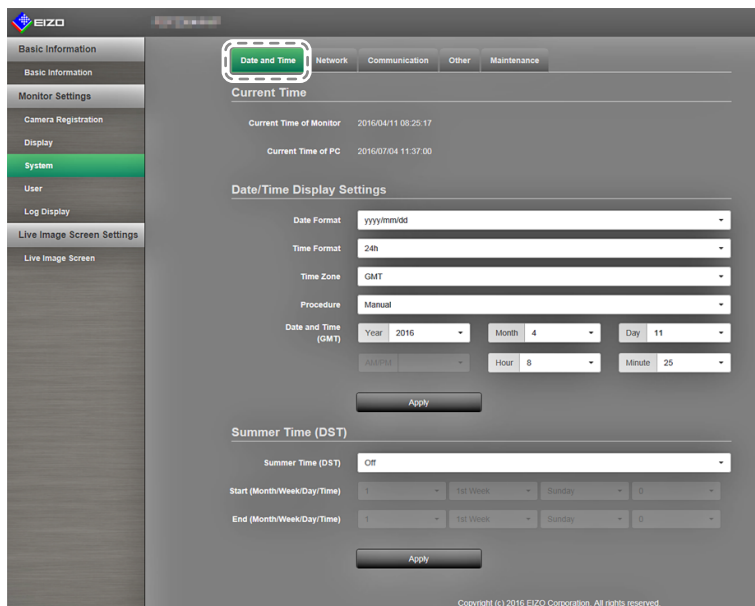 EIZO
Basic Information
Basic Information
Monitor Settings
Camera Registration
Display
System
User
Log Display
Live Image Screen Settings
Live Image Screen
Date and Time Network Communication Other Maintenance
Current Time
Current Time of Monitor 2016/04/11 08:25:17
Current Time of PC 2016/07/04 11:37:00
Date/Time Display Settings
Date Format yyyy/mm/dd
Time Format 24h
Time Zone GMT
Procedure Manual
Date and Time (GMT) Year 2016 Month 4 Day 11
AM/PM Hour 8 Minute 25
Apply
Summer Time (DST)
Summer Time (DST) Off
Start (Month/Week/Day/Time) 1 1st Week Sunday 0
End (Month/Week/Day/Time) 1 1st Week Sunday 0
Apply
Copyright (c) 2016 EIZO Corporation. All rights reserved.